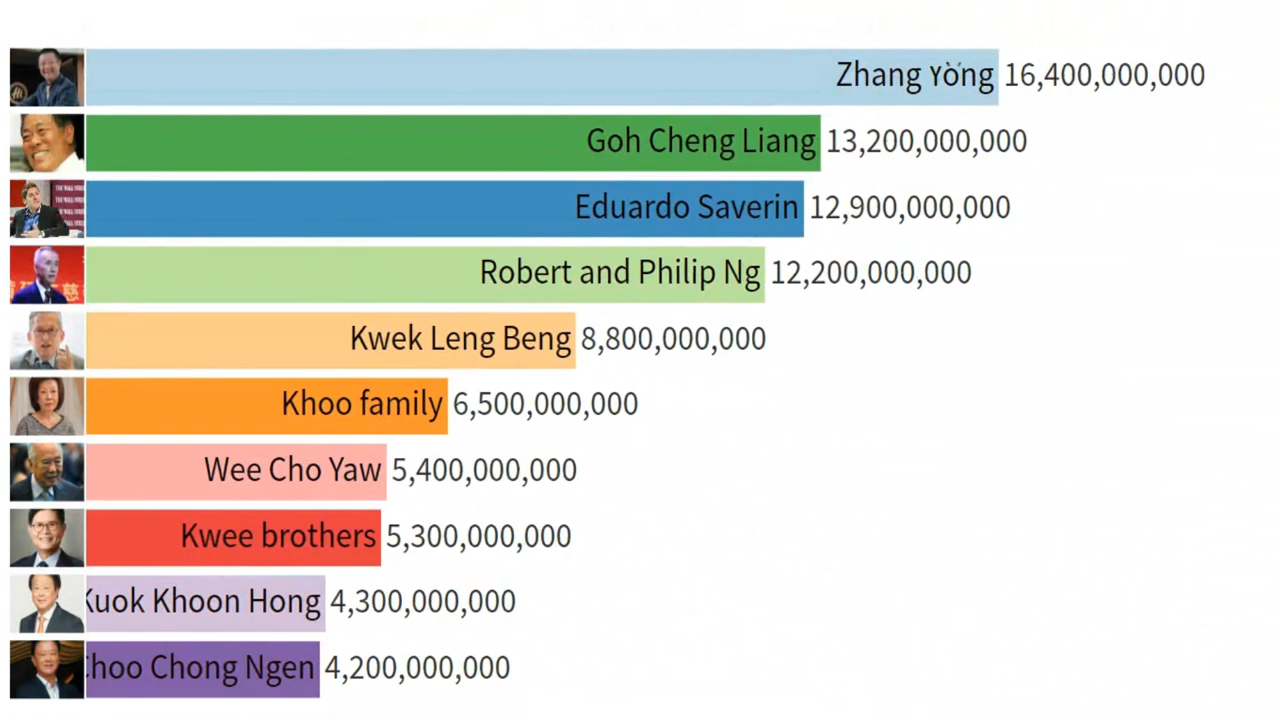 Zhang Yǒng 16,400,000,000
Goh Cheng Liang 13,200,000,000
Eduardo Saverin 12,900,000,000
Robert and Philip Ng 12,200,000,000
Kwek Leng Beng 8,800,000,000
Khoo family 6,500,000,000
Wee Cho Yaw 5,400,000,000
Kwee brothers 5,300,000,000
Kuok Khoon Hong 4,300,000,000
Choo Chong Ngen 4,200,000,000